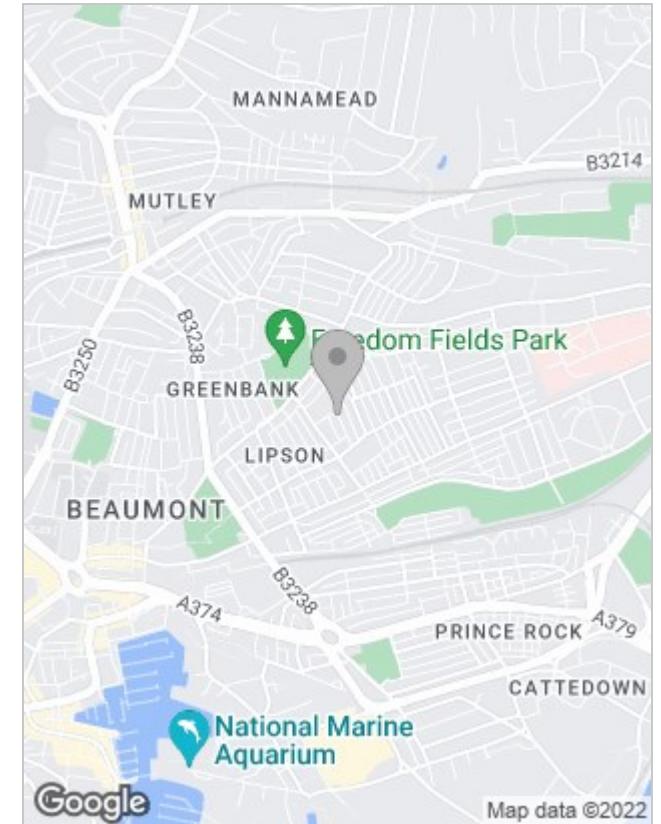 MANNAMEAD
B3214
MUTLEY
B3238
B3250
Freedom Fields Park
GREENBANK
LIPSON
BEAUMONT
B3238
A374
PRINCE ROCK
A379
CATTEDOWN
National Marine
Aquarium
Google
Map data ©2022